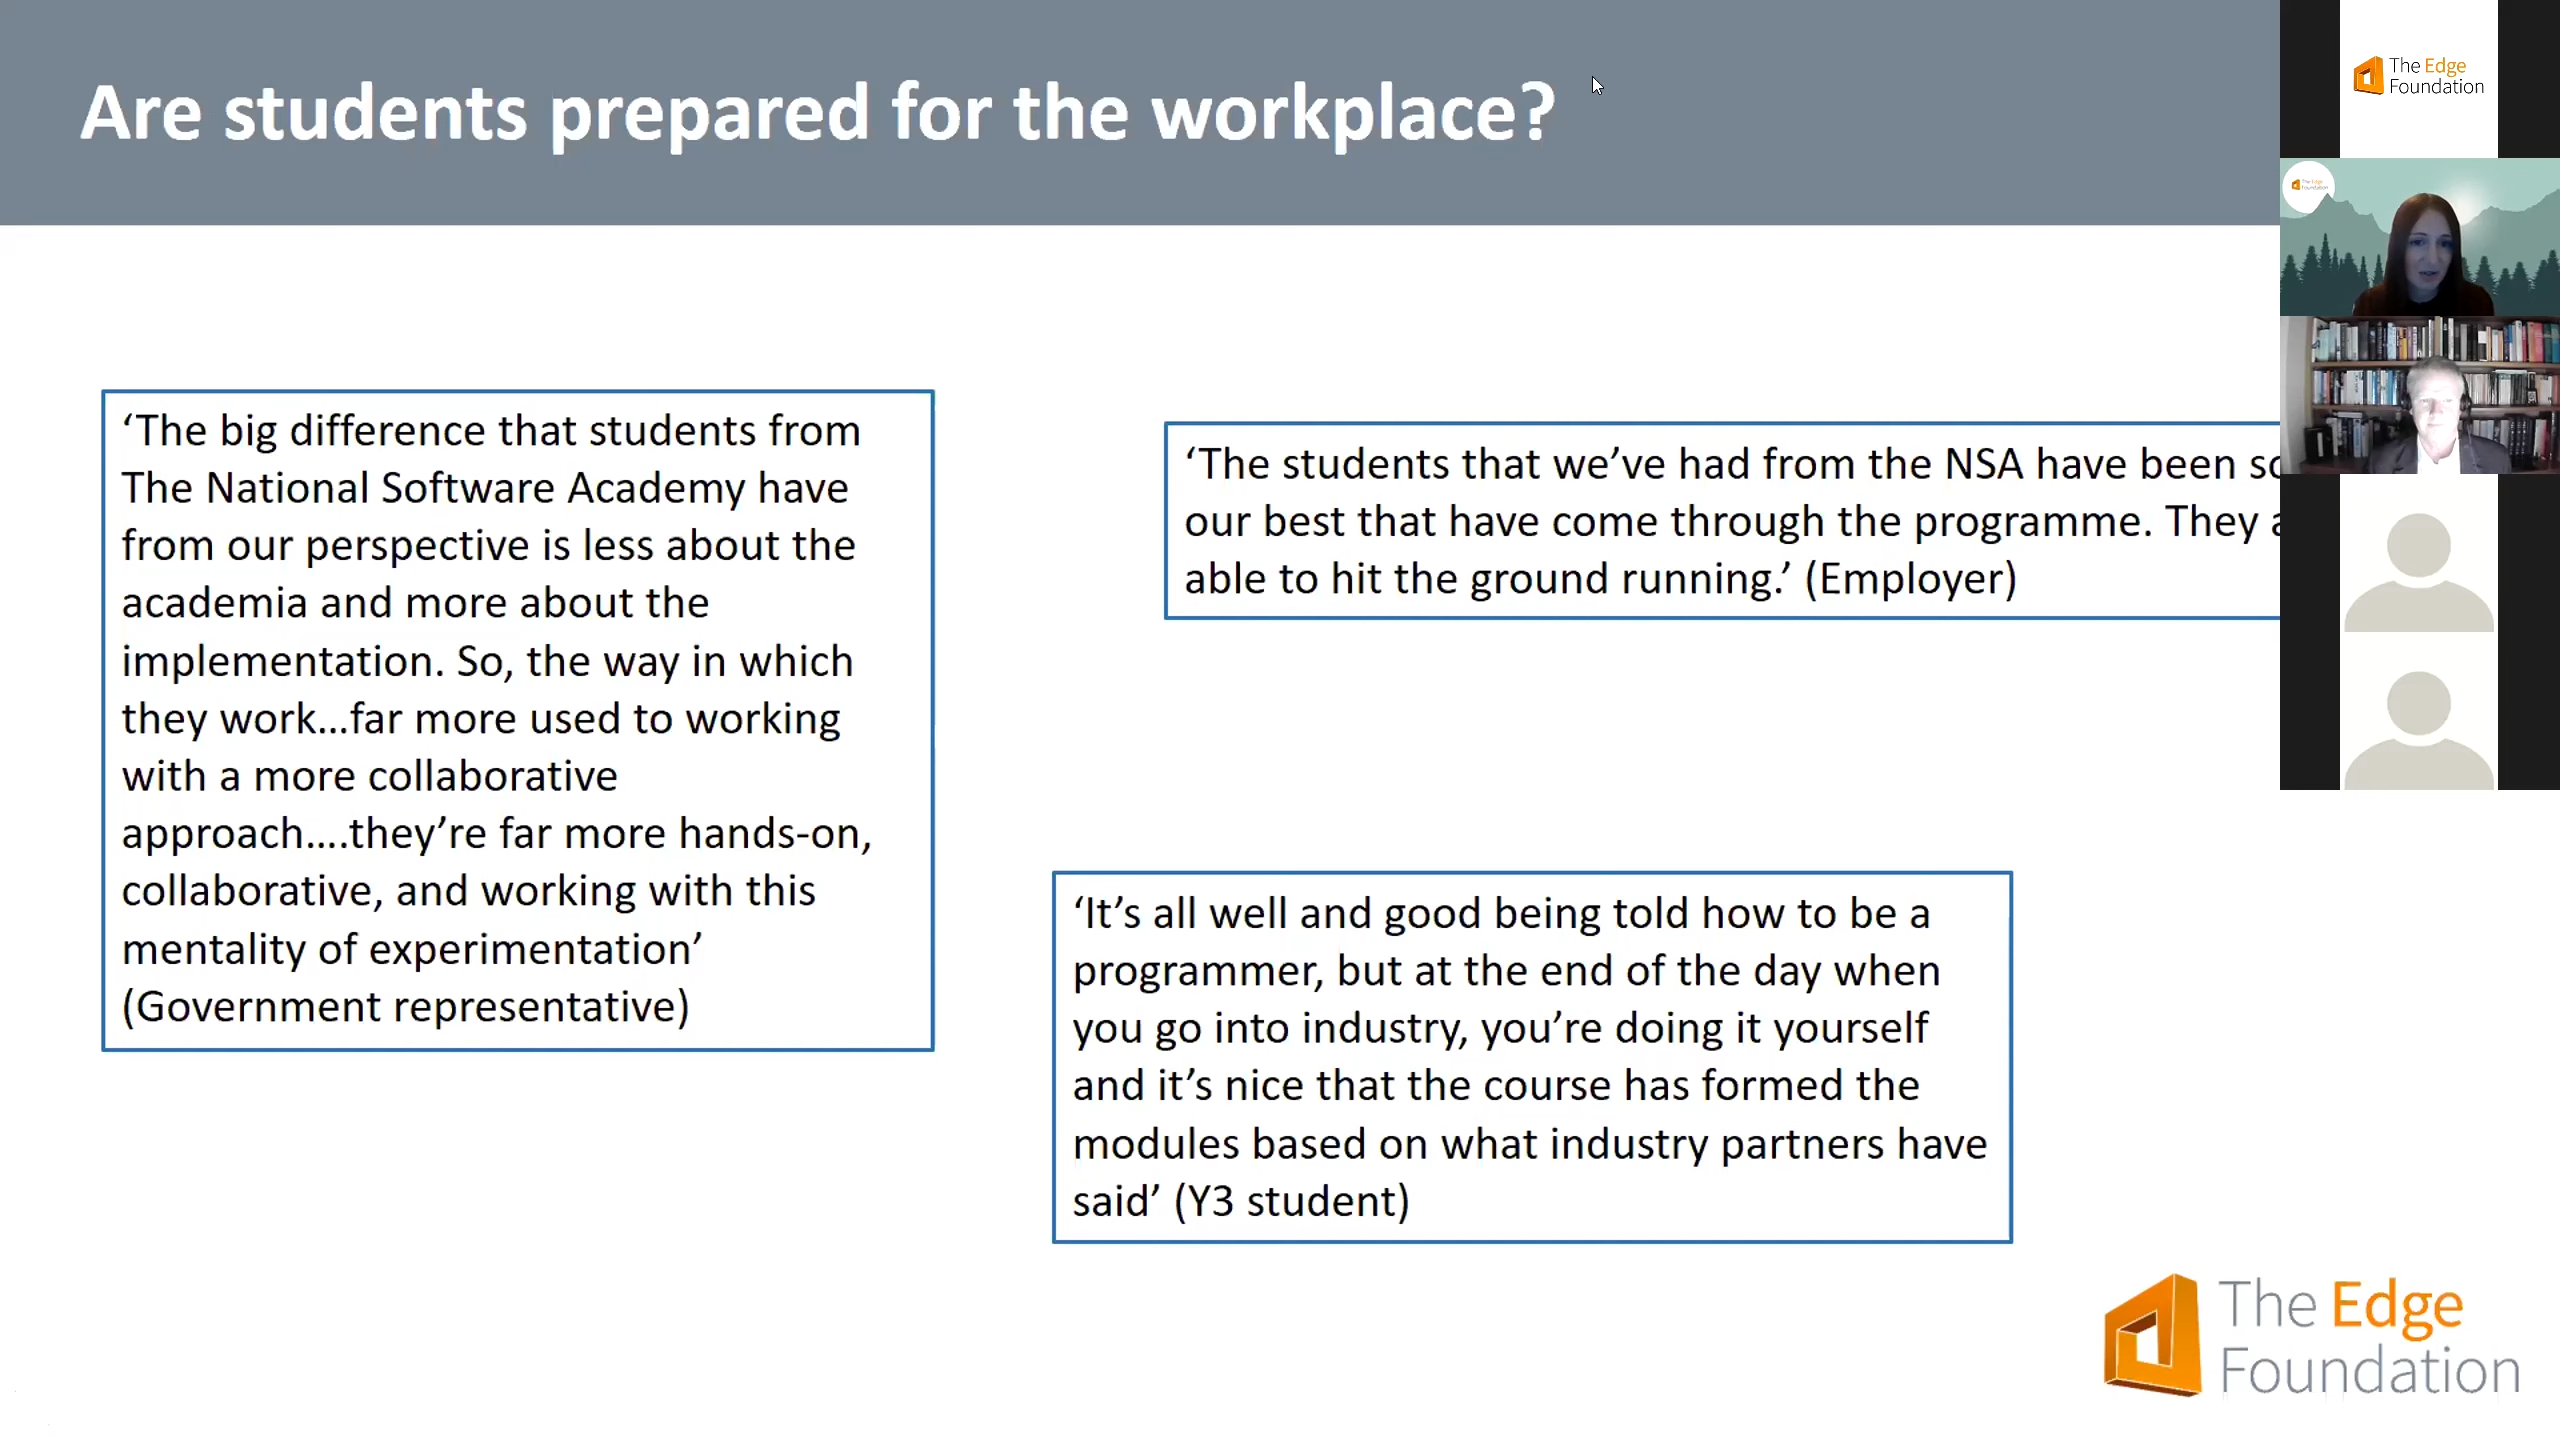 Are students prepared for the workplace?
The Edge
Foundation
‘The big difference that students from
The National Software Academy have
from our perspective is less about the
academia and more about the
implementation. So, the way in which
they work…far more used to working
with a more collaborative
approach….they’re far more hands-on,
collaborative, and working with this
mentality of experimentation’
(Government representative)
‘The students that we’ve had from the NSA have been
our best that have come through the programme. They
able to hit the ground running.’ (Employer)
‘It’s all well and good being told how to be a
programmer, but at the end of the day when
you go into industry, you’re doing it yourself
and it’s nice that the course has formed the
modules based on what industry partners have
said’ (Y3 student)
The Edge
Foundation